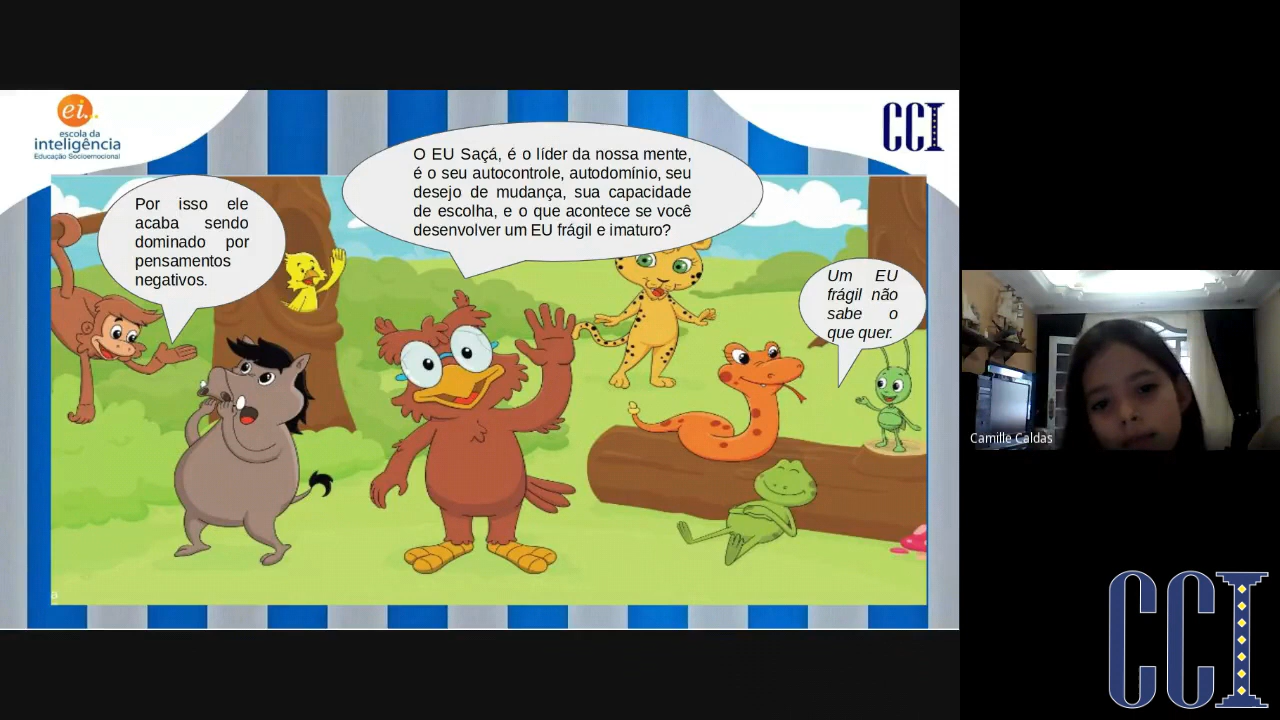 ei.
escola da
inteligência
Educação Socioemocional
CCI
O EU Saçá, é o líder da nossa mente,
é o seu autocontrole, autodomínio, seu
desejo de mudança, sua capacidade
de escolha, e o que acontece se você
desenvolver um EU frágil e imaturo?
Por isso ele
acaba sendo
dominado por
pensamentos
negativos.
Um EU
frágil não
sabe o
que quer.
a
Camille Caldas
CCI